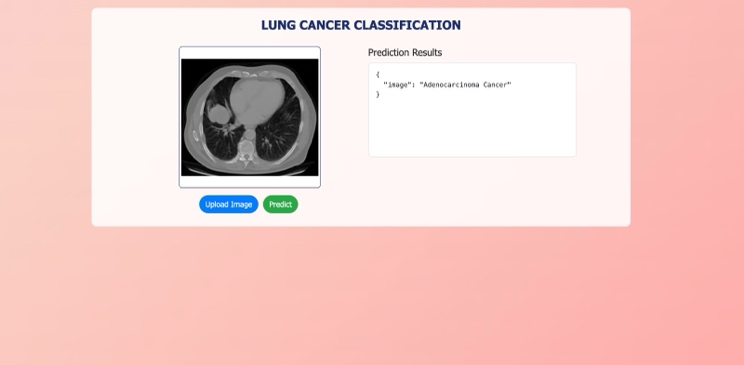 LUNG CANCER CLASSIFICATION
Prediction Results
{
"image": "Adenocarcinoma Cancer"
}
Upload Image
Predict